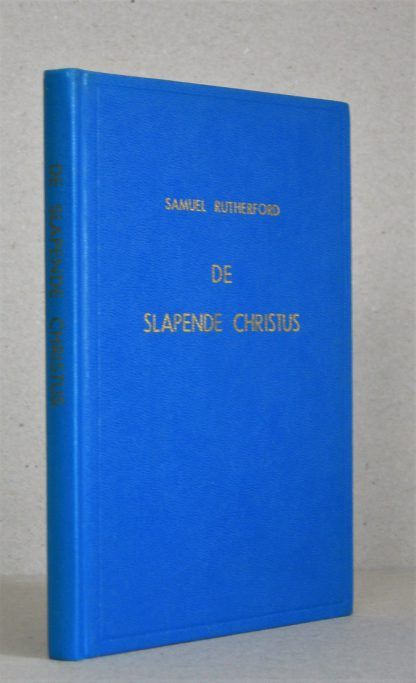 DE SLAPENDE CHRISTUS
SAMUEL RUTHERFORD
DE
SLAPENDE CHRISTUS